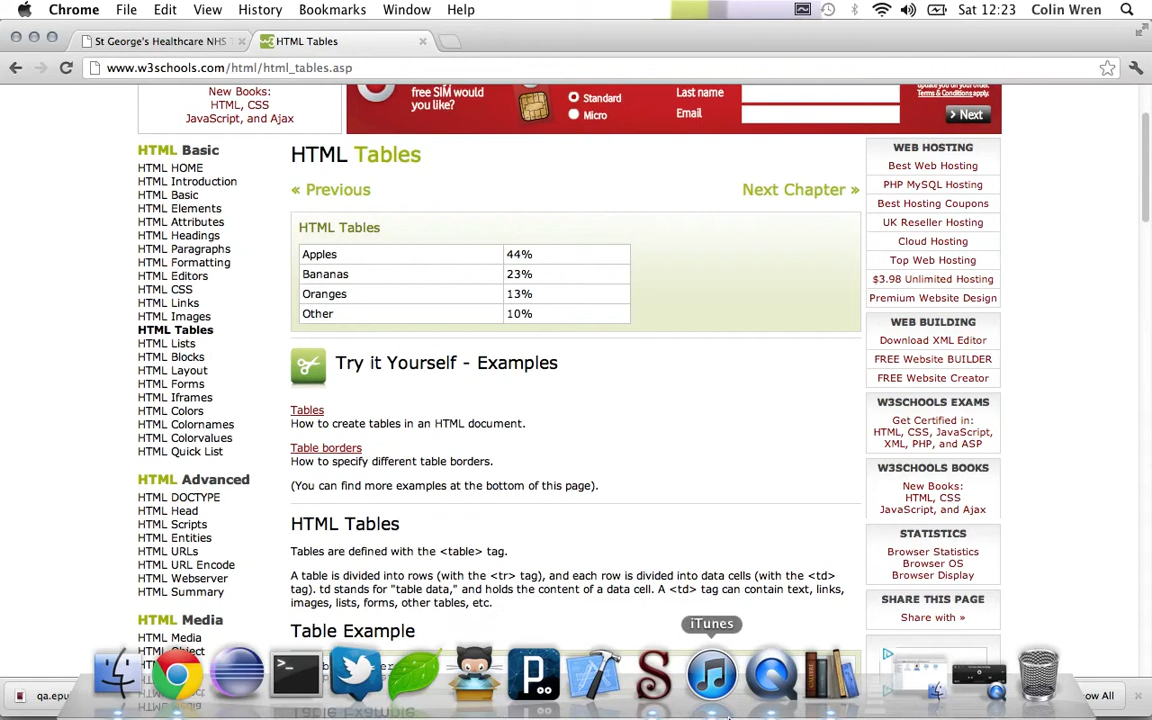 Chrome File Edit View History Bookmarks Window Help Sat 12:23 Colin Wren
St George's Healthcare NHS
HTML Tables
www.w3schools.com/html/html_tables.asp
New Books:
HTML, CSS
JavaScript, and Ajax
free SIM would
you like?
Standard
Micro
Last name
Email
Terms & Conditions apply.
Next
HTML Basic
HTML HOME
HTML Introduction
HTML Basic
HTML Elements
HTML Attributes
HTML Headings
HTML Paragraphs
HTML Formatting
HTML Editors
HTML CSS
HTML Links
HTML Images
HTML Tables
HTML Lists
HTML Blocks
HTML Layout
HTML Forms
HTML Iframes
HTML Colors
HTML Colornames
HTML Colorvalues
HTML Quick List
HTML Advanced
HTML DOCTYPE
HTML Head
HTML Scripts
HTML Entities
HTML URLs
HTML URL Encode
HTML Webserver
HTML Summary
HTML Media
HTML Media
HTML Tables
« Previous
Next Chapter »
HTML Tables
Apples 44%
Bananas 23%
Oranges 13%
Other 10%
Try it Yourself - Examples
Tables
How to create tables in an HTML document.
Table borders
How to specify different table borders.
(You can find more examples at the bottom of this page).
HTML Tables
Tables are defined with the <table> tag.
A table is divided into rows (with the <tr> tag), and each row is divided into data cells (with the <td>
tag). td stands for "table data," and holds the content of a data cell. A <td> tag can contain text, links,
images, lists, forms, other tables, etc.
Table Example
WEB HOSTING
Best Web Hosting
PHP MySQL Hosting
Best Hosting Coupons
UK Reseller Hosting
Cloud Hosting
Top Web Hosting
$3.98 Unlimited Hosting
Premium Website Design
WEB BUILDING
Download XML Editor
FREE Website BUILDER
FREE Website Creator
W3SCHOOLS EXAMS
Get Certified in:
HTML, CSS, JavaScript,
XML, PHP, and ASP
W3SCHOOLS BOOKS
New Books:
HTML, CSS
JavaScript, and Ajax
STATISTICS
Browser Statistics
Browser OS
Browser Display
SHARE THIS PAGE
Share with »
iTunes
qa.epu